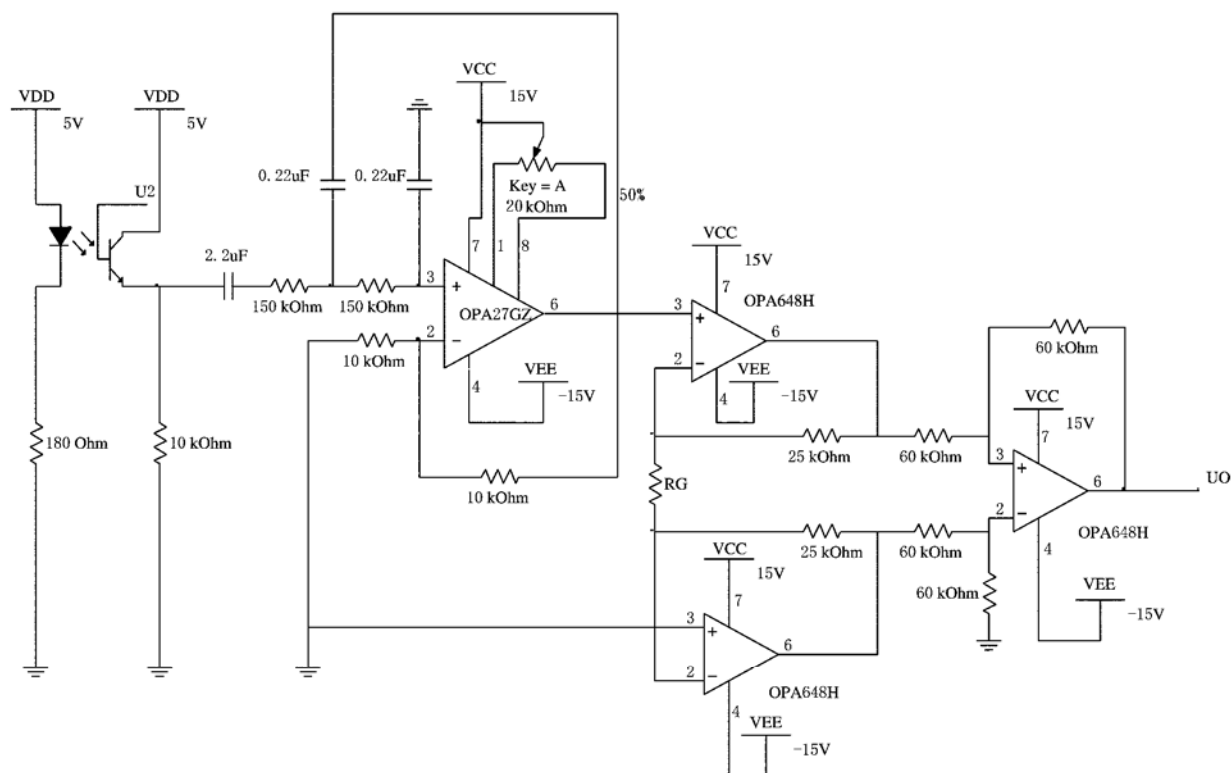 VCC
15V
VDD
5V
VDD
5V
0.22uF
0.22uF
Key = A
20 kOhm
50%
U2
7
1
8
VCC
15V
2.2uF
150 kOhm
150 kOhm
3
+
OPA27GZ
6
3
+
7
OPA648H
6
60 kOhm
10 kOhm
2
−
4
VEE
-15V
2
−
4
VEE
-15V
VCC
15V
7
180 Ohm
10 kOhm
10 kOhm
RG
25 kOhm
60 kOhm
3
+
6
UO
2
−
OPA648H
4
25 kOhm
60 kOhm
VCC
15V
7
60 kOhm
VEE
-15V
3
+
6
2
−
OPA648H
4
VEE
-15V